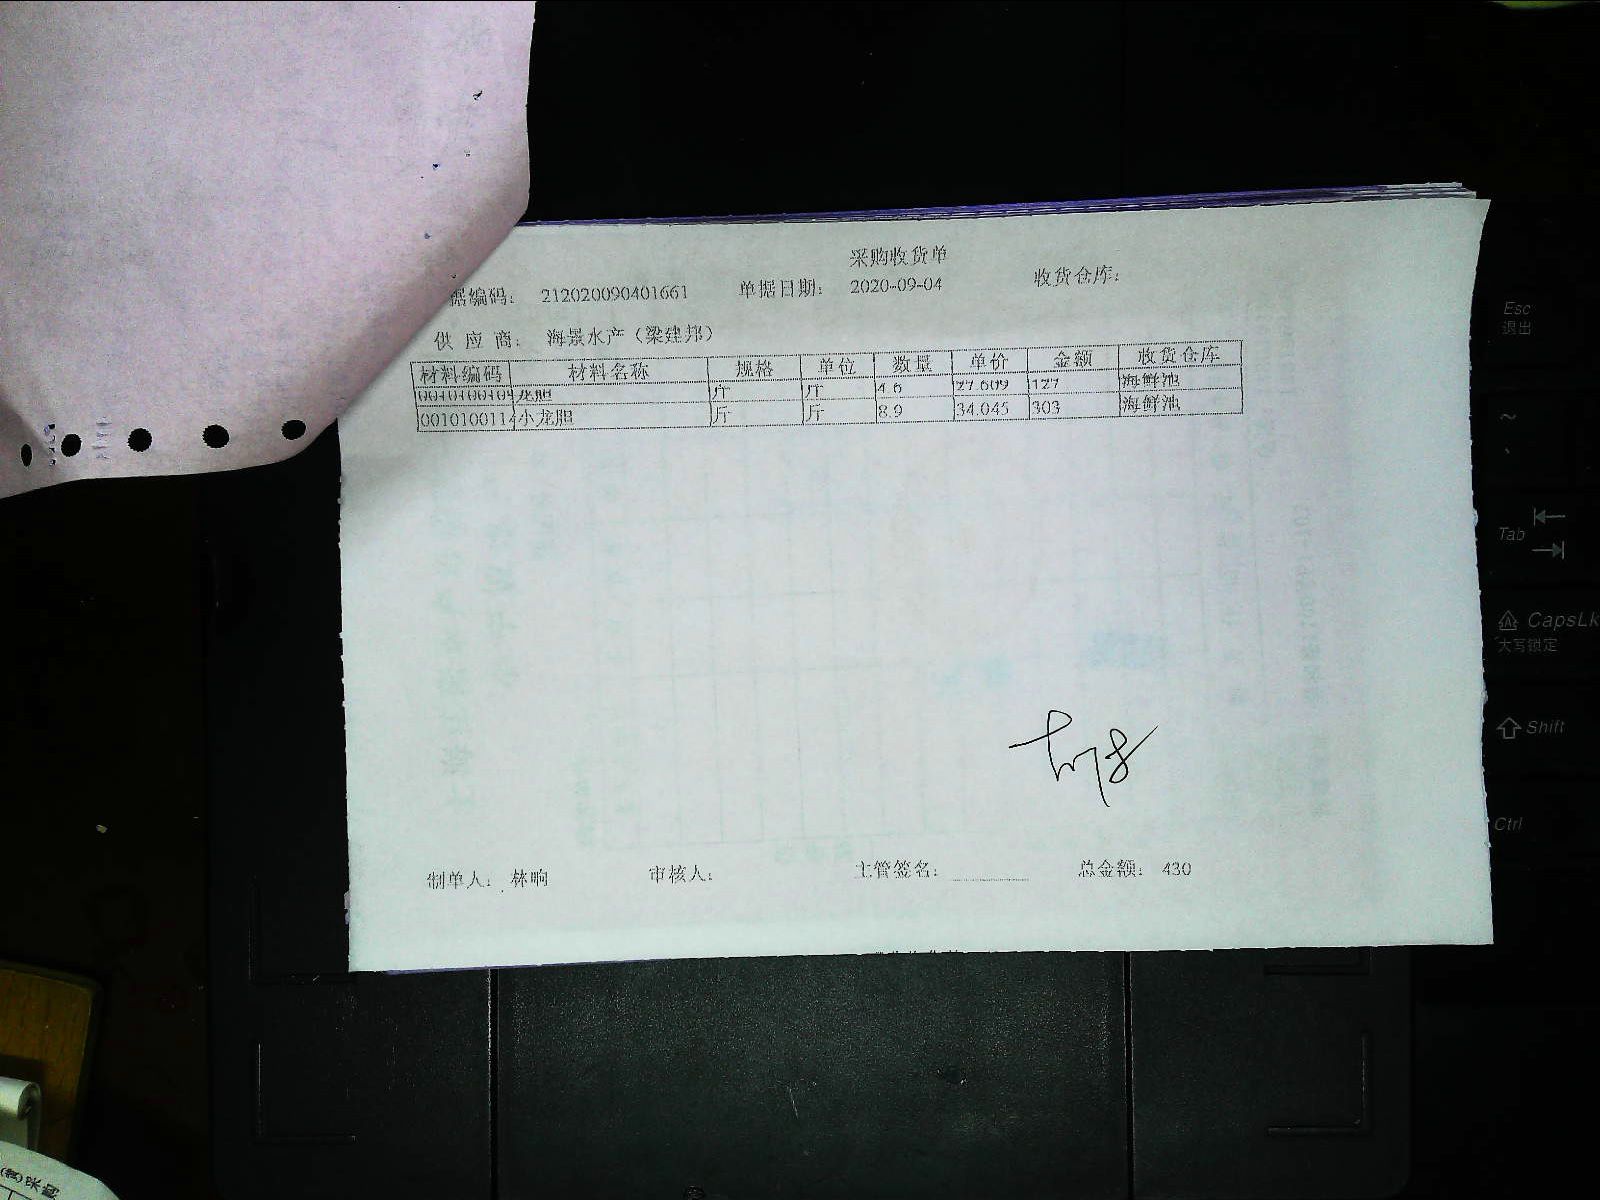 采购收货单
据编码: 212020090401661 单据日期: 2020-09-04 收货仓库:
供 应 商: 海景水产（梁建邦）
材料编码 材料名称 规格 单位 数量 单价 金额 收货仓库
0010100109 龙胆 斤 斤 4.6 27.609 127 海鲜池
0010100114 小龙胆 斤 斤 8.9 34.045 303 海鲜池
制单人: 林响 审核人: 主管签名: 总金额: 430
Esc
退出
~
Tab
CapsLk
大写锁定
Shift
Ctrl